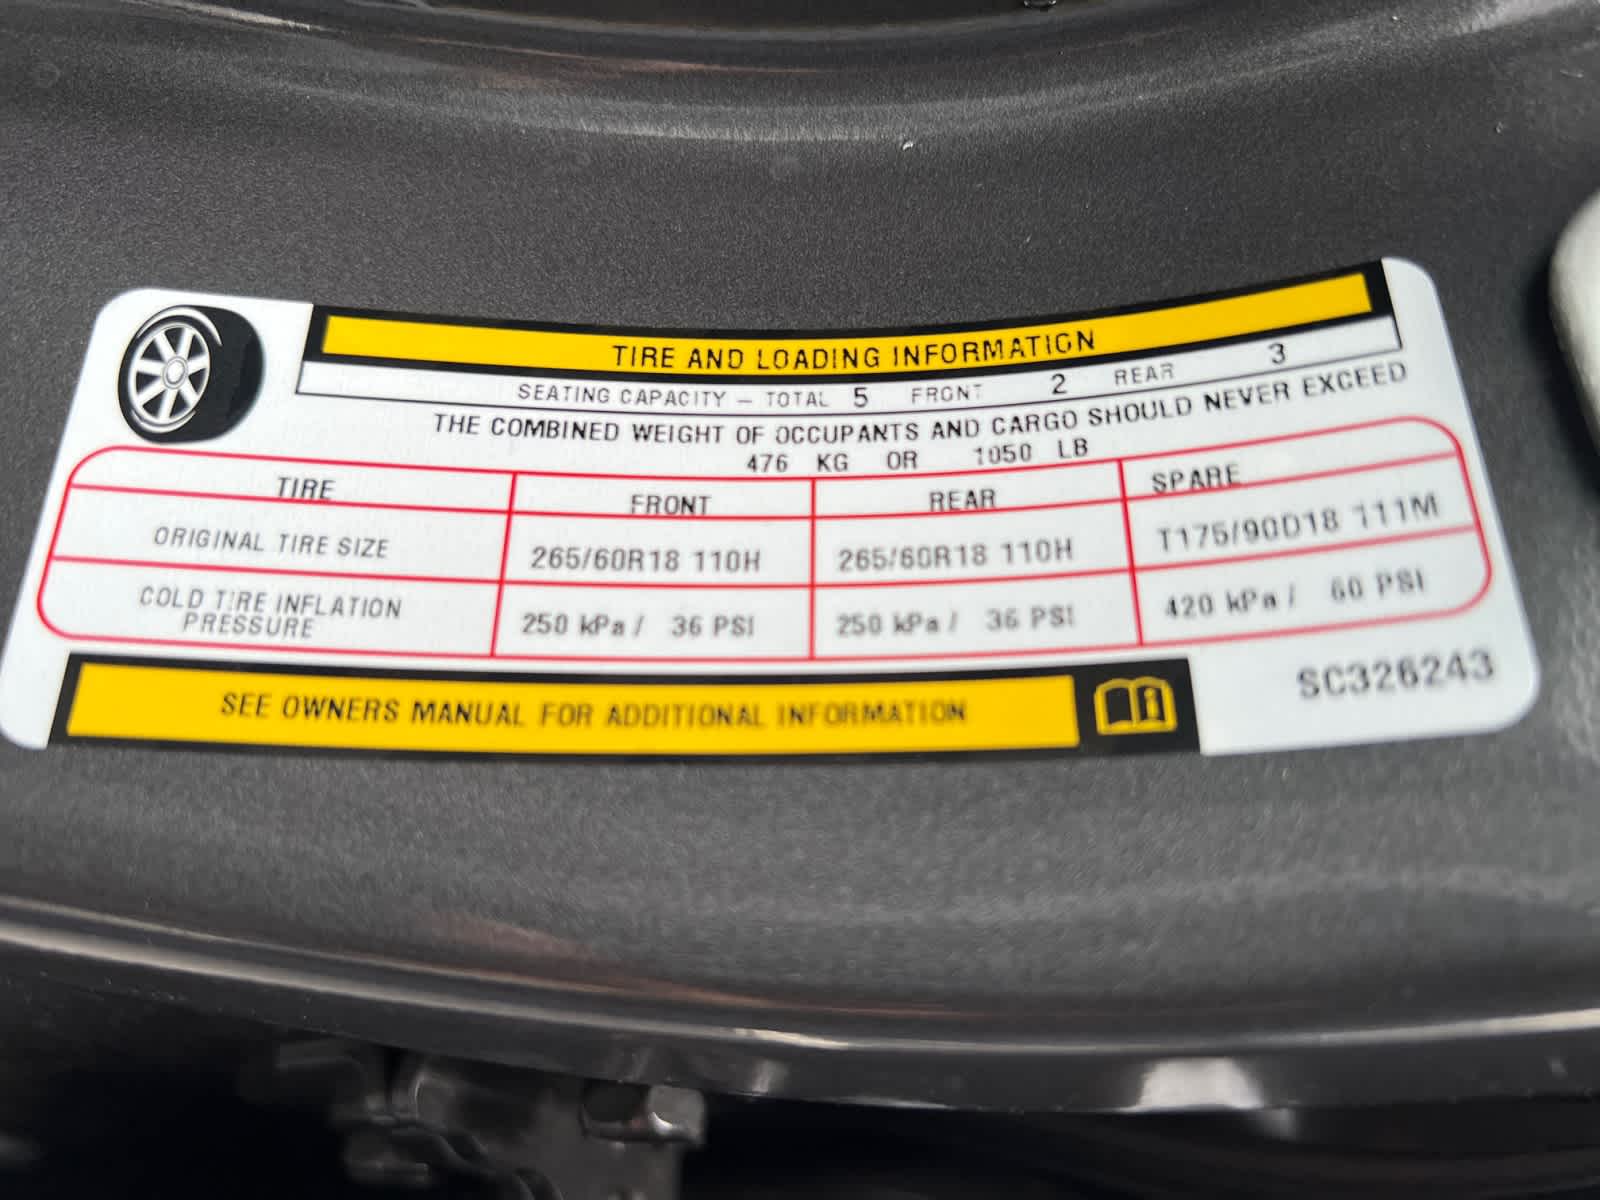 TIRE AND LOADING INFORMATION
SEATING CAPACITY – TOTAL 5 FRONT 2 REAR 3
THE COMBINED WEIGHT OF OCCUPANTS AND CARGO SHOULD NEVER EXCEED
476 KG OR 1050 LB
TIRE FRONT REAR SPARE
ORIGINAL TIRE SIZE 265/60R18 110H 265/60R18 110H T175/90D18 111M
COLD TIRE INFLATION
PRESSURE 250 kPa / 36 PSI 250 kPa / 36 PSI 420 kPa / 60 PSI
SEE OWNERS MANUAL FOR ADDITIONAL INFORMATION
SC326243